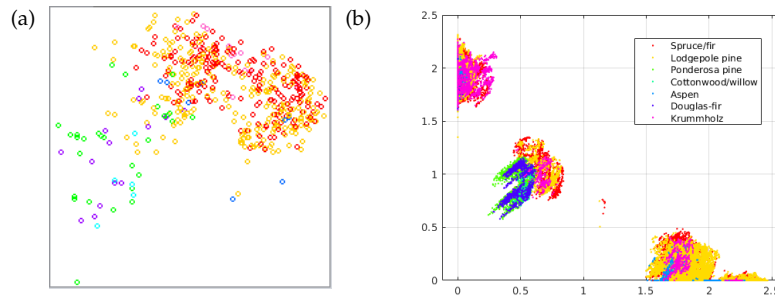 (a)
(b)
2.5
2
1.5
1
0.5
0
0
0.5
1
1.5
2
2.5
Spruce/fir
Lodgepole pine
Ponderosa pine
Cottonwood/willow
Aspen
Douglas-fir
Krummholz